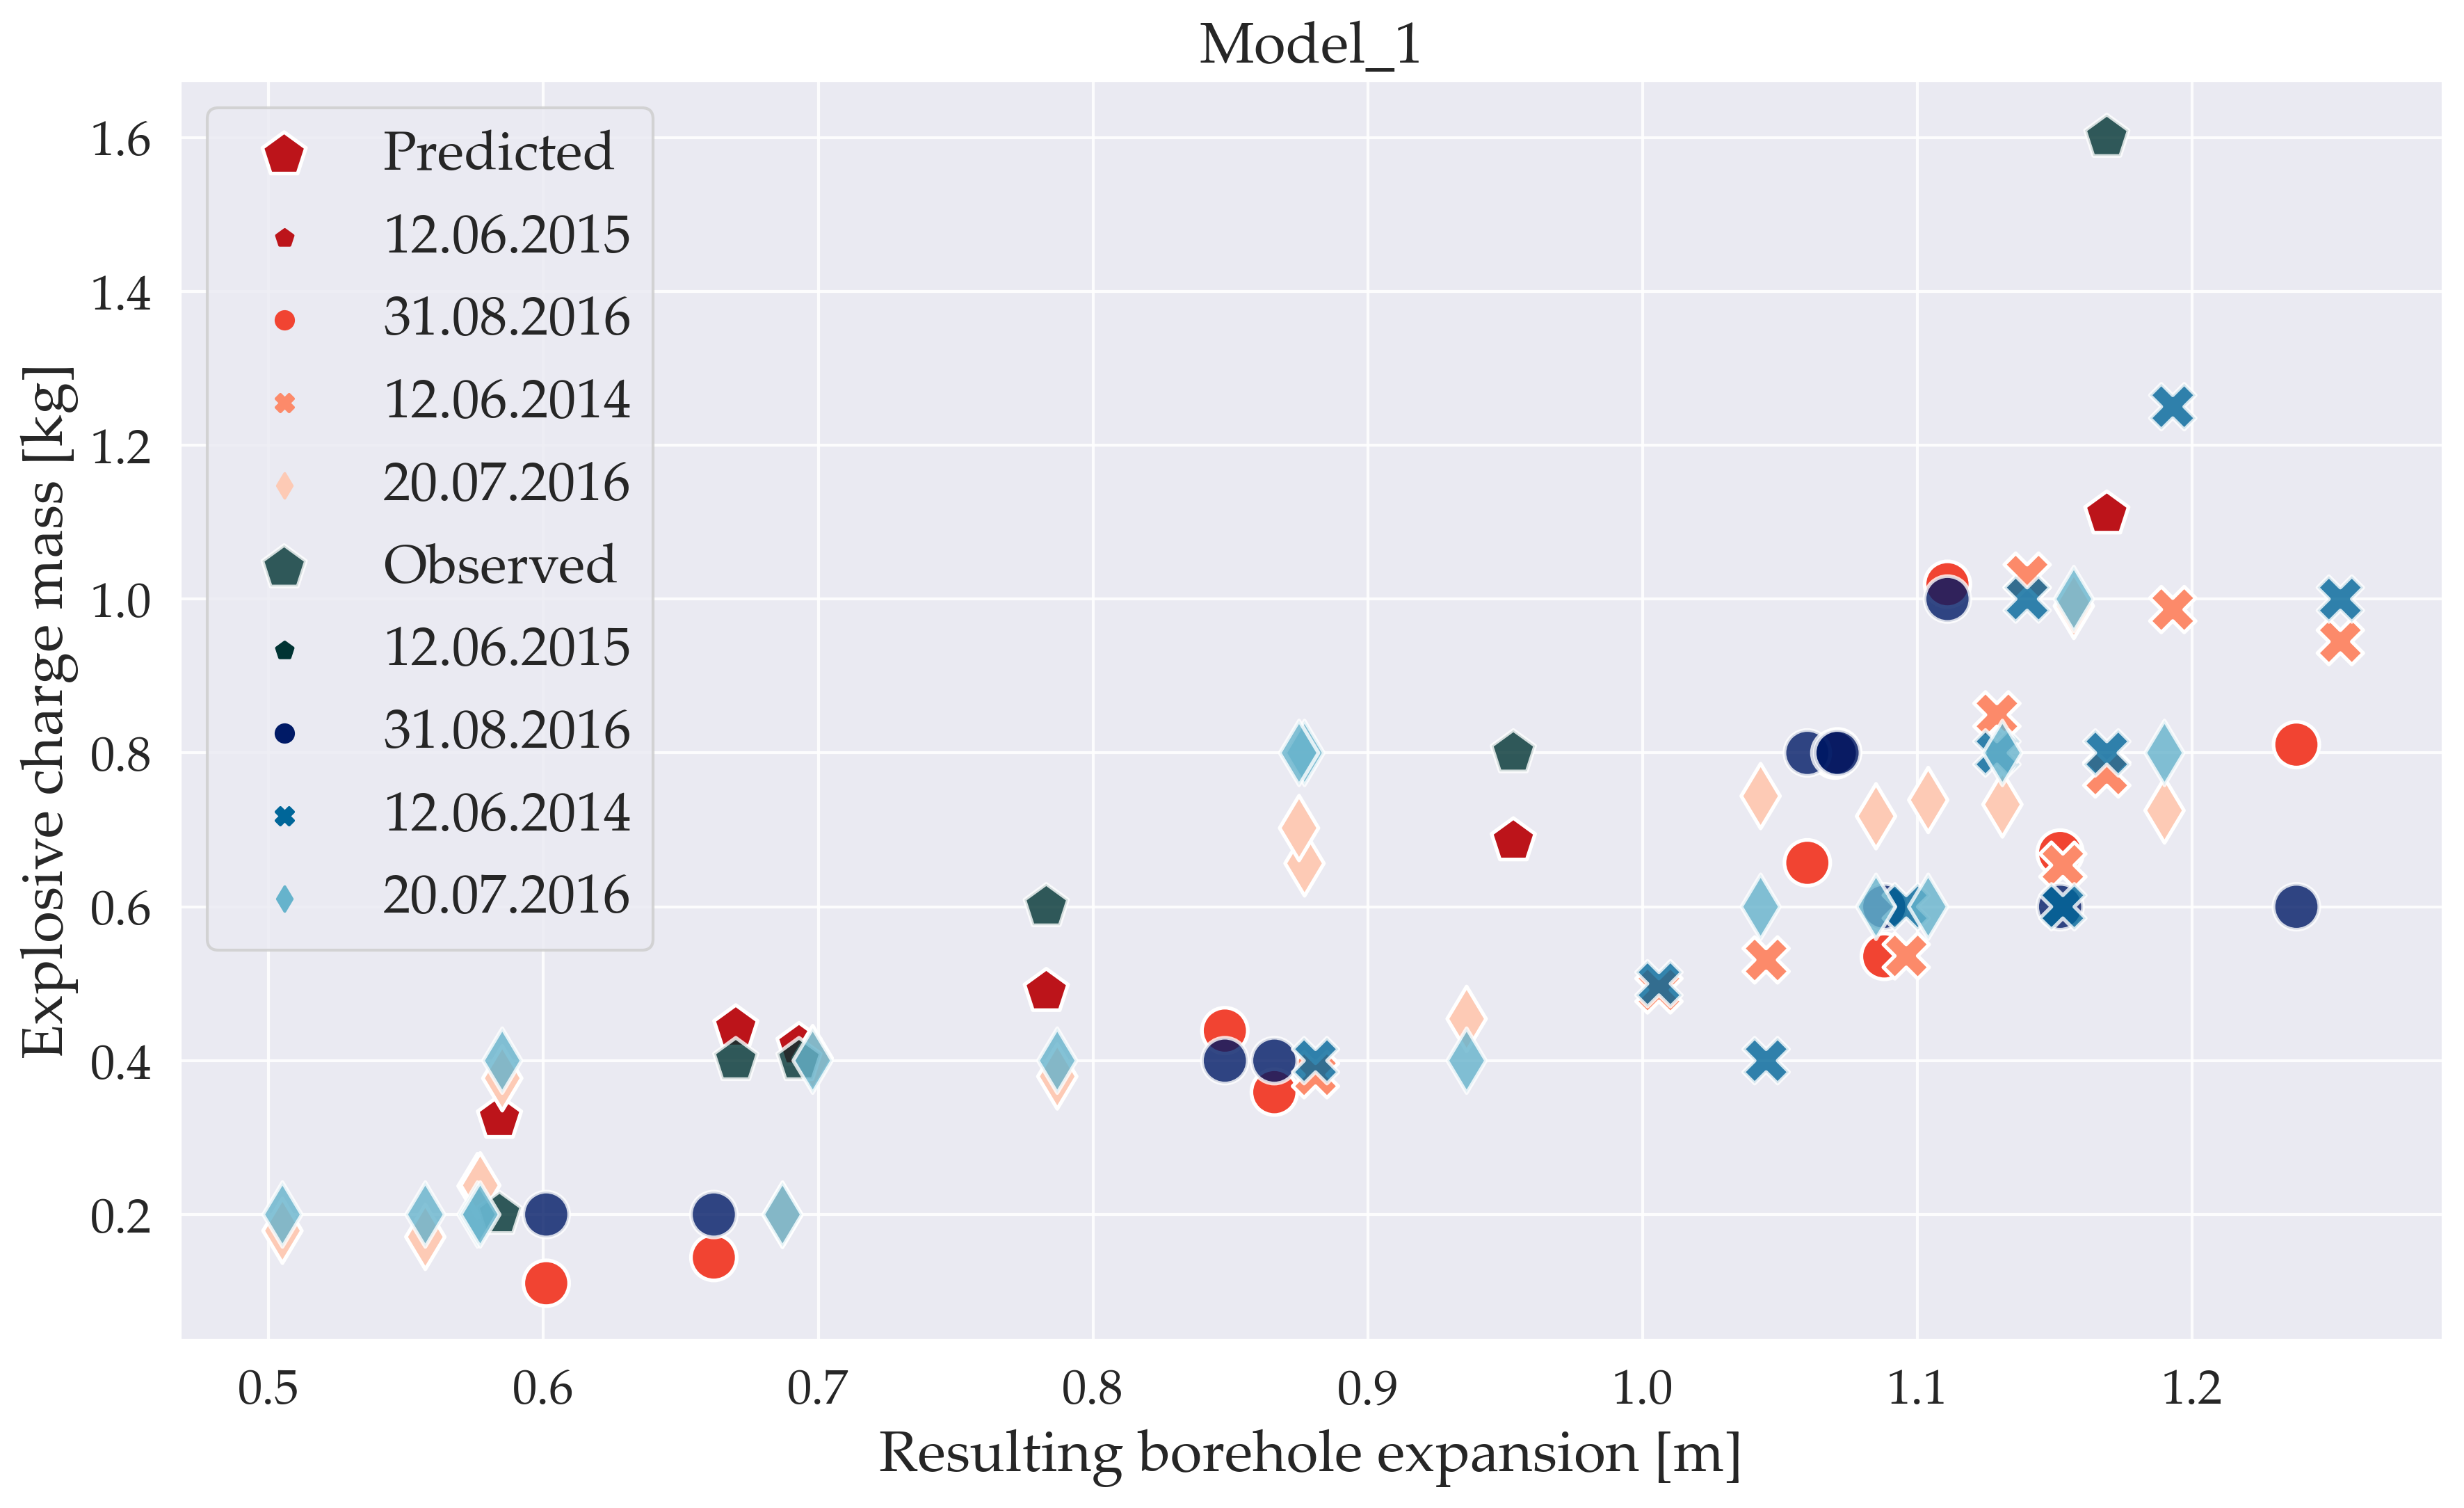 Model_1
Explosive charge mass [kg]
1.6
1.4
1.2
1.0
0.8
0.6
0.4
0.2
Predicted
12.06.2015
31.08.2016
12.06.2014
20.07.2016
Observed
12.06.2015
31.08.2016
12.06.2014
20.07.2016
0.5 0.6 0.7 0.8 0.9 1.0 1.1 1.2
Resulting borehole expansion [m]